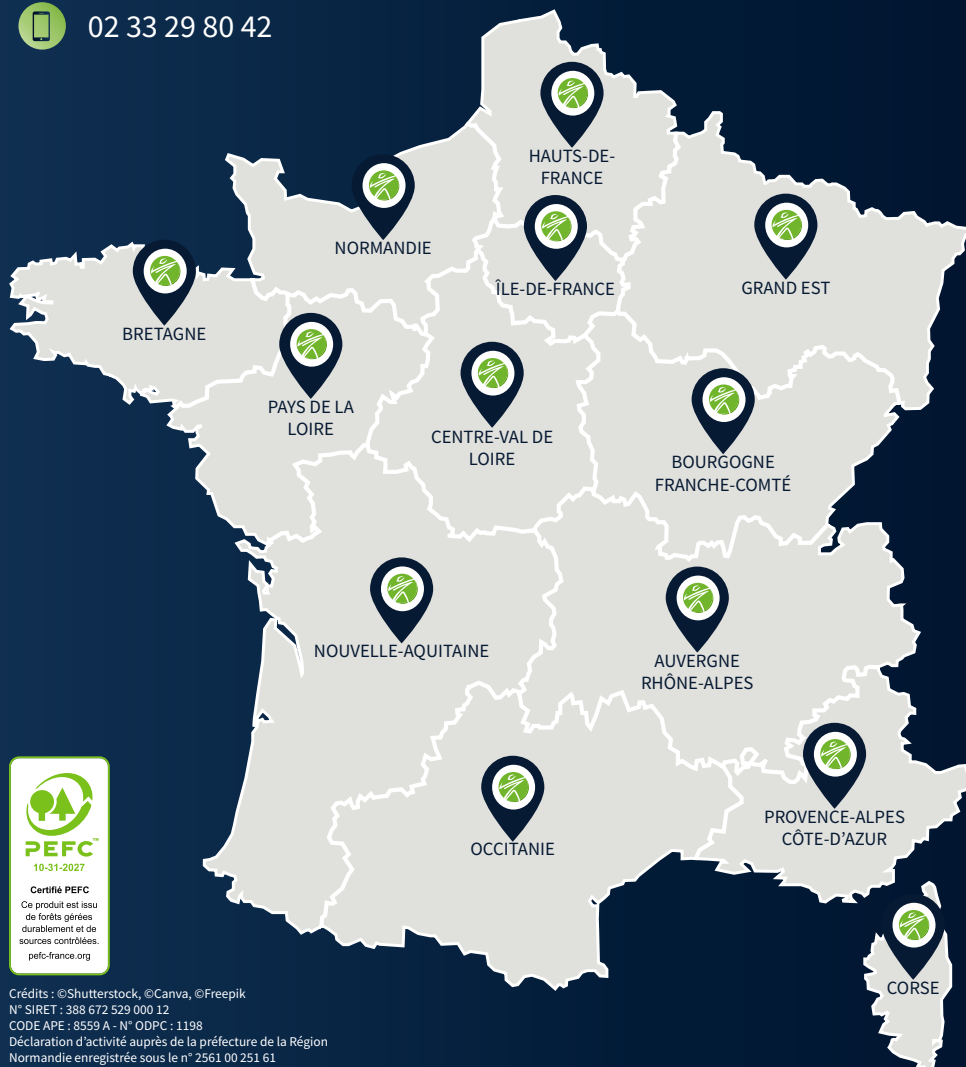 02 33 29 80 42
HAUTS-DE-
FRANCE
NORMANDIE
ÎLE-DE-FRANCE
GRAND EST
BRETAGNE
PAYS DE LA
LOIRE
CENTRE-VAL DE
LOIRE
BOURGOGNE
FRANCHE-COMTÉ
NOUVELLE-AQUITAINE
AUVERGNE
RHÔNE-ALPES
PROVENCE-ALPES
CÔTE-D’AZUR
OCCITANIE
CORSE
PEFC™
10-31-2027
Certifié PEFC
Ce produit est issu
de forêts gérées
durablement et de
sources contrôlées.
pefc-france.org
Crédits : ©Shutterstock, ©Canva, ©Freepik
N° SIRET : 388 672 529 000 12
CODE APE : 8559 A - N° ODPC : 1198
Déclaration d’activité auprès de la préfecture de la Région
Normandie enregistrée sous le n° 2561 00 251 61